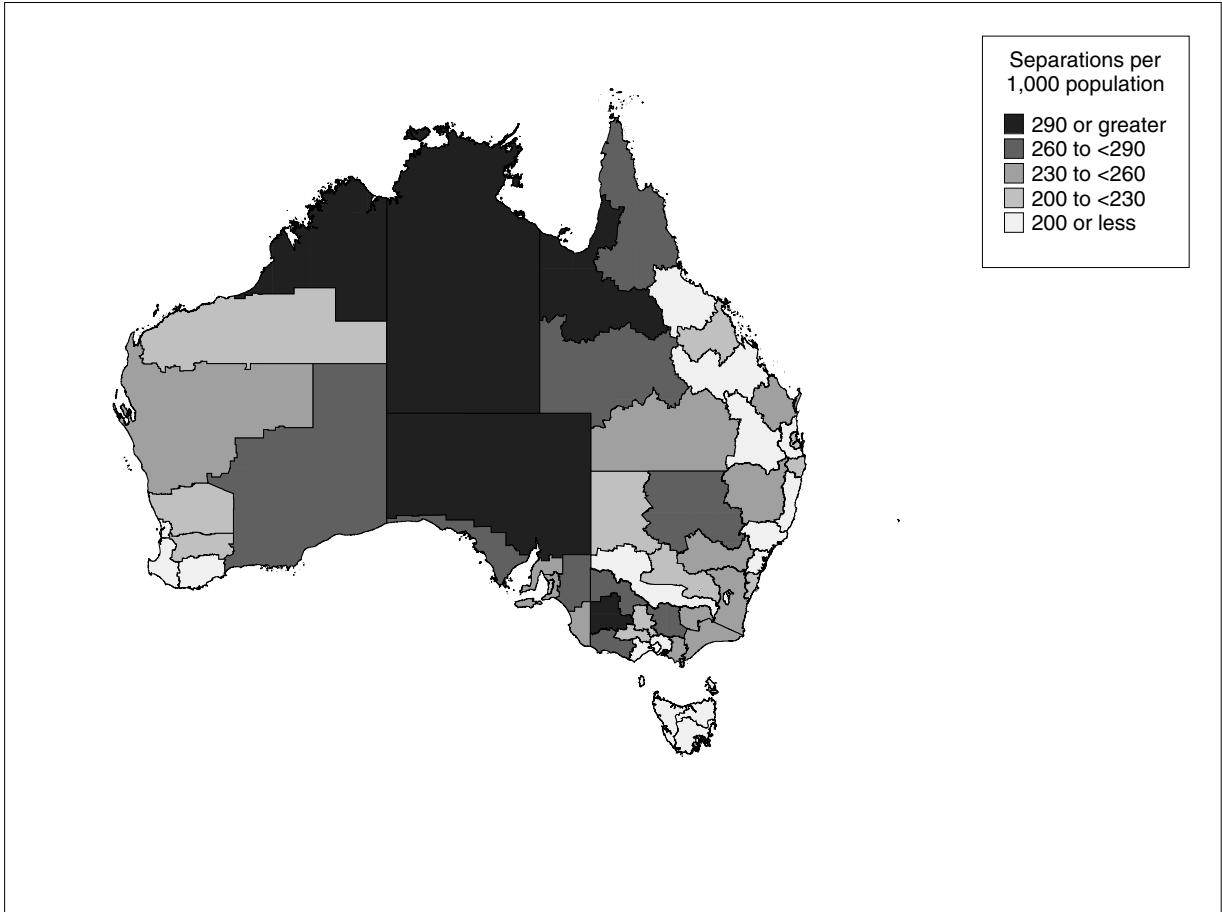 Separations per
1,000 population
290 or greater
260 to <290
230 to <260
200 to <230
200 or less